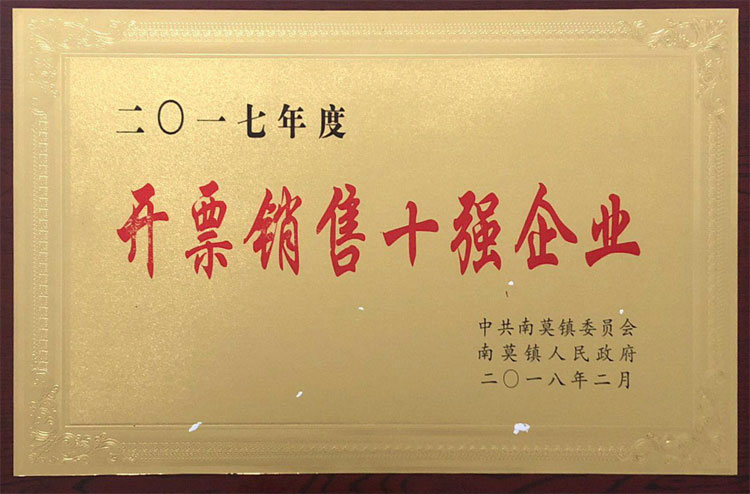 二〇一七年度
开票销售十强企业
中共南莫镇委员会
南莫镇人民政府
二〇一八年二月